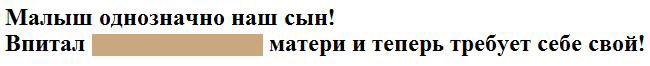 Малыш однозначно наш сын!
Впитал матери и теперь требует себе свой!